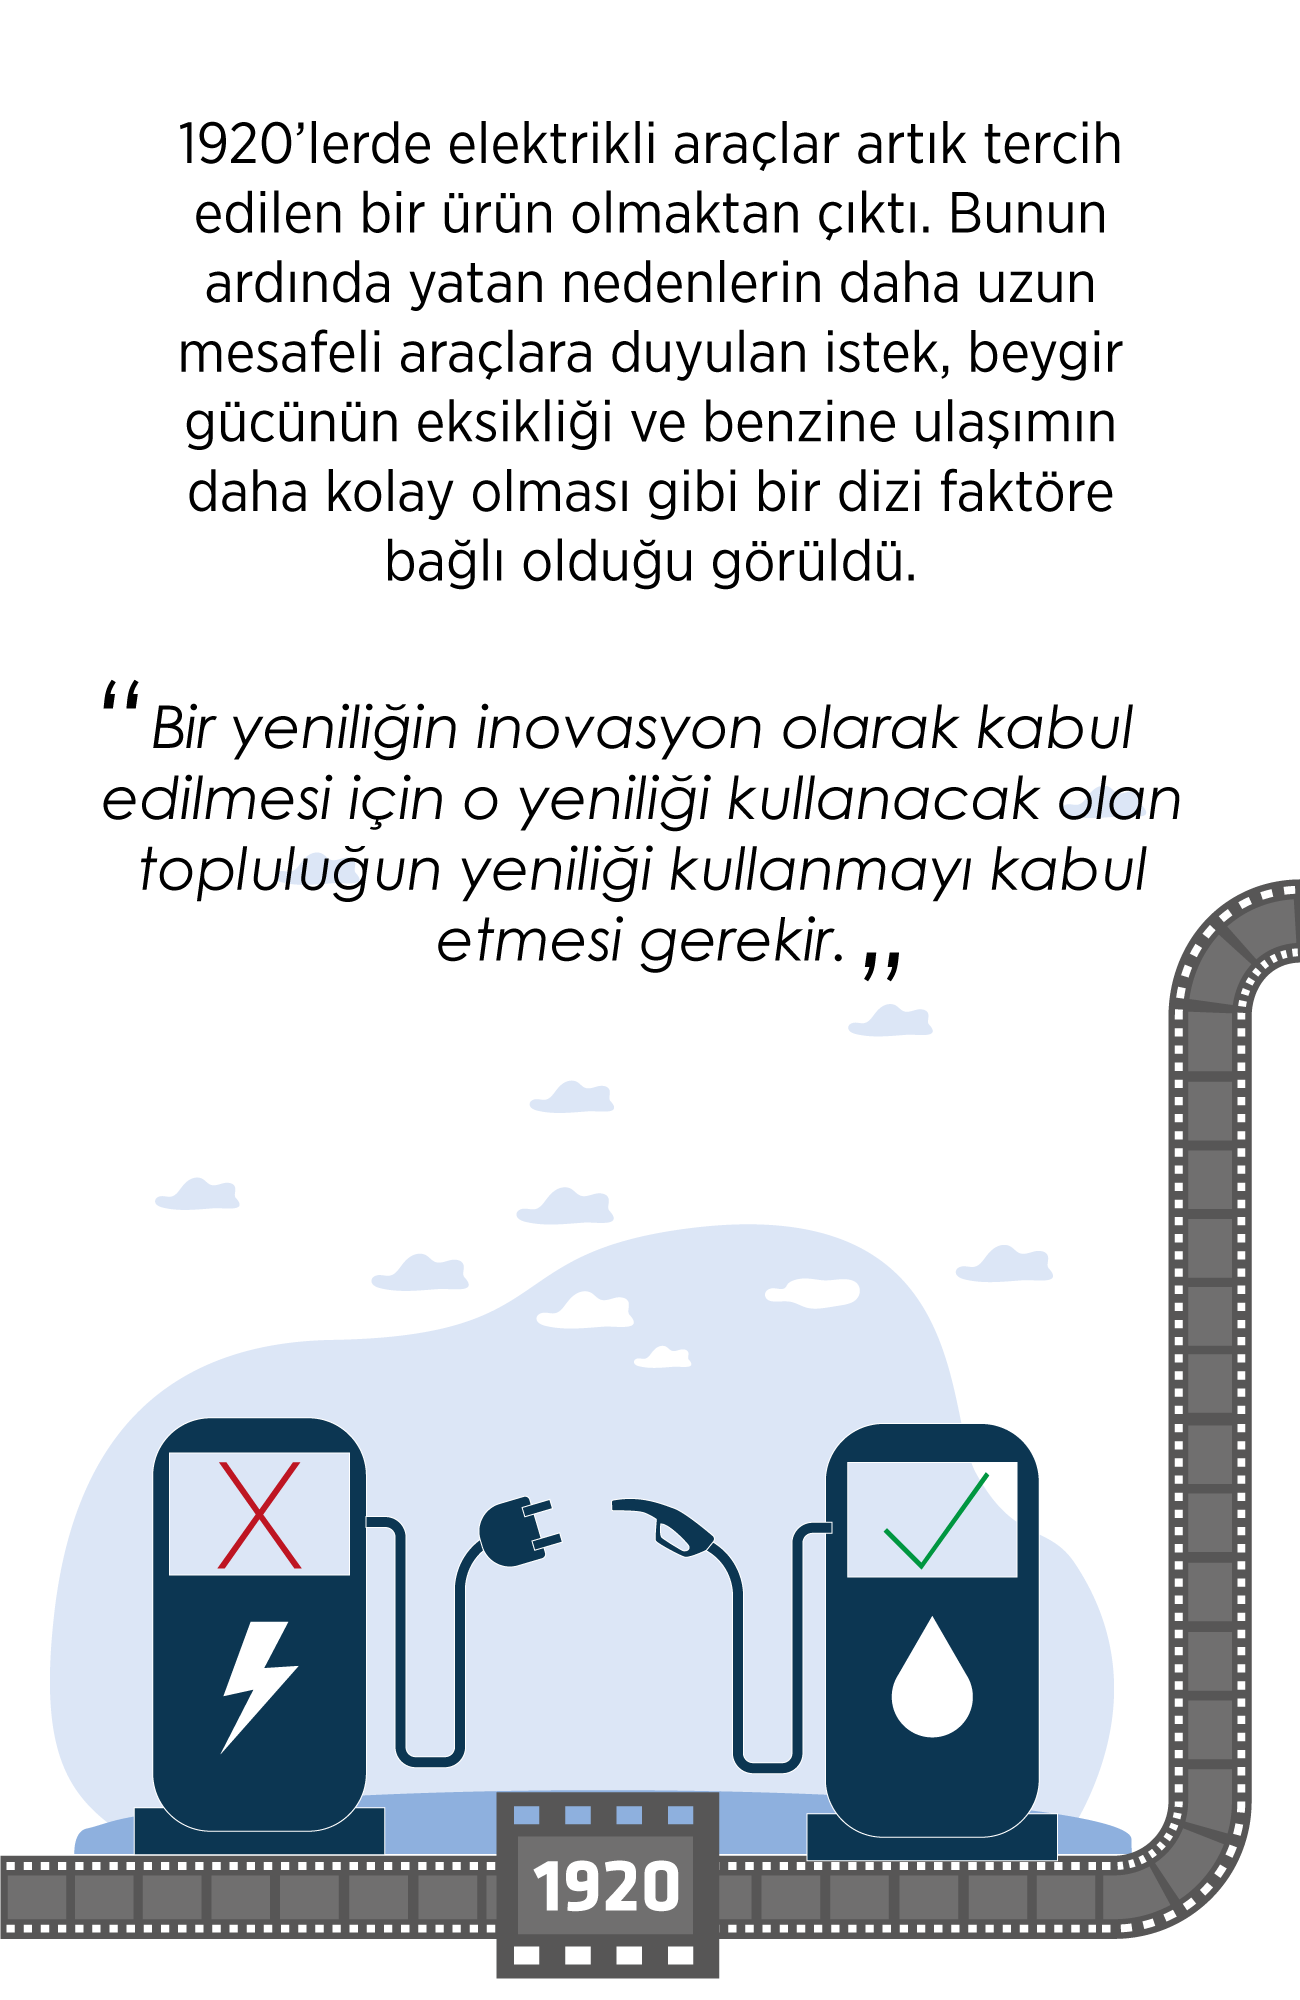 1920’lerde elektrikli araçlar artık tercih
edilen bir ürün olmaktan çıktı. Bunun
ardında yatan nedenlerin daha uzun
mesafeli araçlara duyulan istek, beygir
gücünün eksikliği ve benzine ulaşımın
daha kolay olması gibi bir dizi faktöre
bağlı olduğu görüldü.
“Bir yeniliğin inovasyon olarak kabul
edilmesi için o yeniliği kullanacak olan
topluluğun yeniliği kullanmayı kabul
etmesi gerekir.”
1920